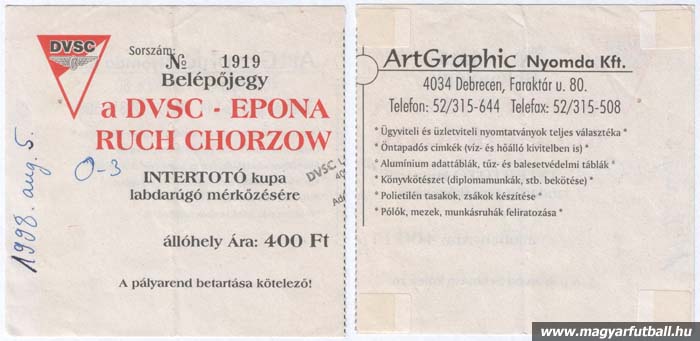 DVSC
Sorszám:
№ 1919
Belépőjegy
a DVSC - EPONA
RUCH CHORZOW
0-3
1998. aug. 5.
INTERTOTÓ kupa
labdarúgó mérkőzésére
DVSC
állóhely Ára: 400 Ft
A pályarend betartása kötelező!
ArtGraphic Nyomda Kft.
4034 Debrecen, Faraktár u. 80.
Telefon: 52/315-644 Telefax: 52/315-508
* Ügyviteli és üzletviteli nyomtatványok teljes választéka *
* Öntapadós címkék (víz- és hőálló kivitelben is) *
* Alumínium adattáblák, tűz- és balesetvédelmi táblák *
* Könyvkötészet (diplomamunkák, stb. bekötése) *
* Polietilén tasakok, zsákok készítése *
* Pólók, mezek, munkásruhák feliratozása *
www.magyarfutball.hu